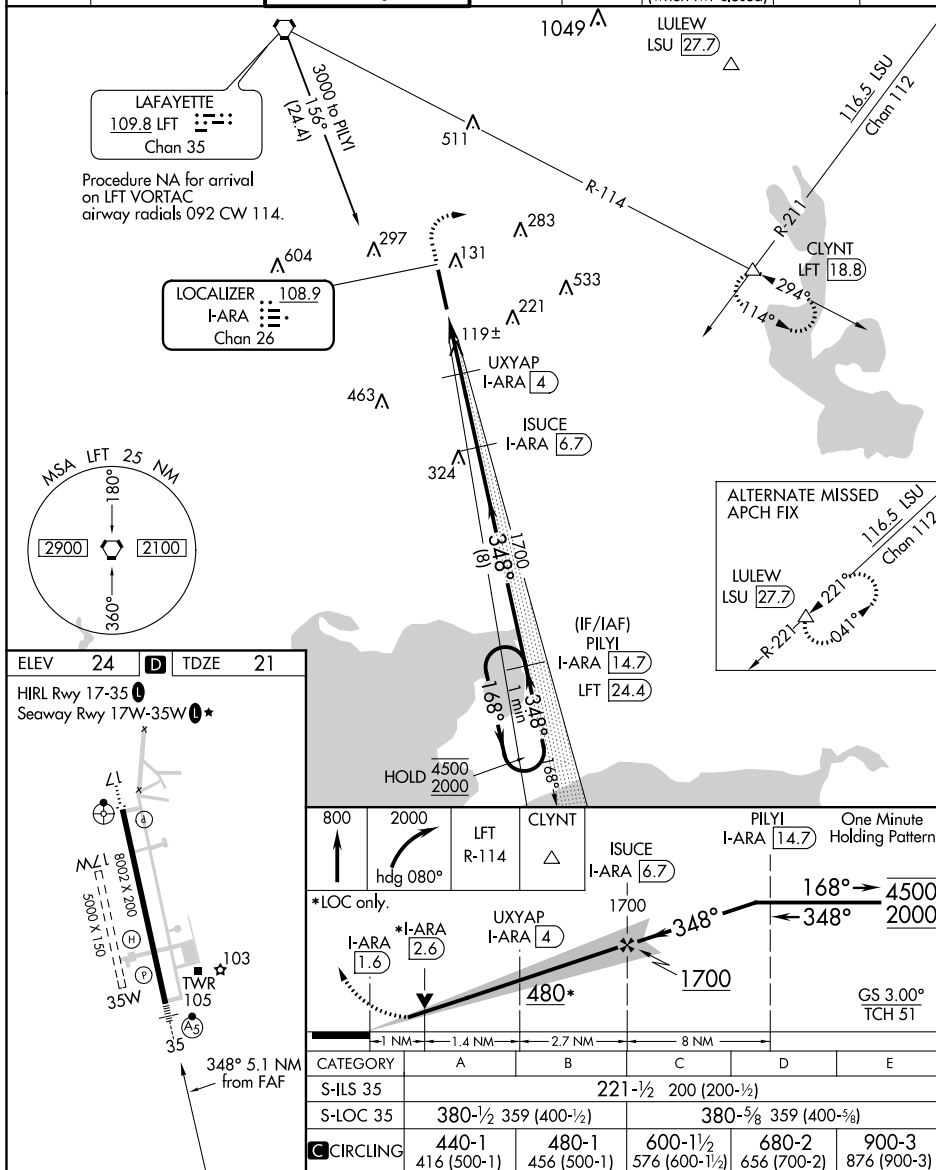 1049
LULEW
LSU 27.7
116.5 LSU
Chan 112
LAFAYETTE
109.8 LFT
Chan 35
3000 to PILYI
156°
(24.4)
511
R-114
R-211
Procedure NA for arrival
on LFT VORTAC
airway radials 092 CW 114.
604
297
283
131
533
221
119±
CLYNT
LFT 18.8
294°
114°
LOCALIZER 108.9
I-ARA
Chan 26
UXYAP
I-ARA 4
463
ISUCE
I-ARA 6.7
324
MSA LFT 25 NM
180°
2900
2100
360°
348°
1700
(8)
ALTERNATE MISSED
APCH FIX
116.5 LSU
Chan 112
LULEW
LSU 27.7
221°
041°
R-221
(IF/IAF)
PILYI
I-ARA 14.7
LFT 24.4
168°
1 min
348°
168°
HOLD 4500
2000
ELEV 24 D TDZE 21
HIRL Rwy 17-35 L
Seaway Rwy 17W-35W L ★
17
P
17W
8002 X 200
5000 X 150
H
P
35W
TWR
103
105
A5
35
348° 5.1 NM
from FAF
800
2000
hdg 080°
LFT
R-114
CLYNT
PILYI
I-ARA 14.7
One Minute
Holding Pattern
ISUCE
I-ARA 6.7
*LOC only.
1700
168°
4500
348°
348°
2000
UXYAP
I-ARA 4
*I-ARA
2.6
I-ARA
1.6
480*
1700
GS 3.00°
TCH 51
1 NM
1.4 NM
2.7 NM
8 NM
CATEGORY A B C D E
S-ILS 35 221-½ 200 (200-½)
S-LOC 35 380-½ 359 (400-½) 380-⅝ 359 (400-⅝)
C CIRCLING 440-1 480-1 600-1½ 680-2 900-3
416 (500-1) 456 (500-1) 576 (600-1½) 656 (700-2) 876 (900-3)